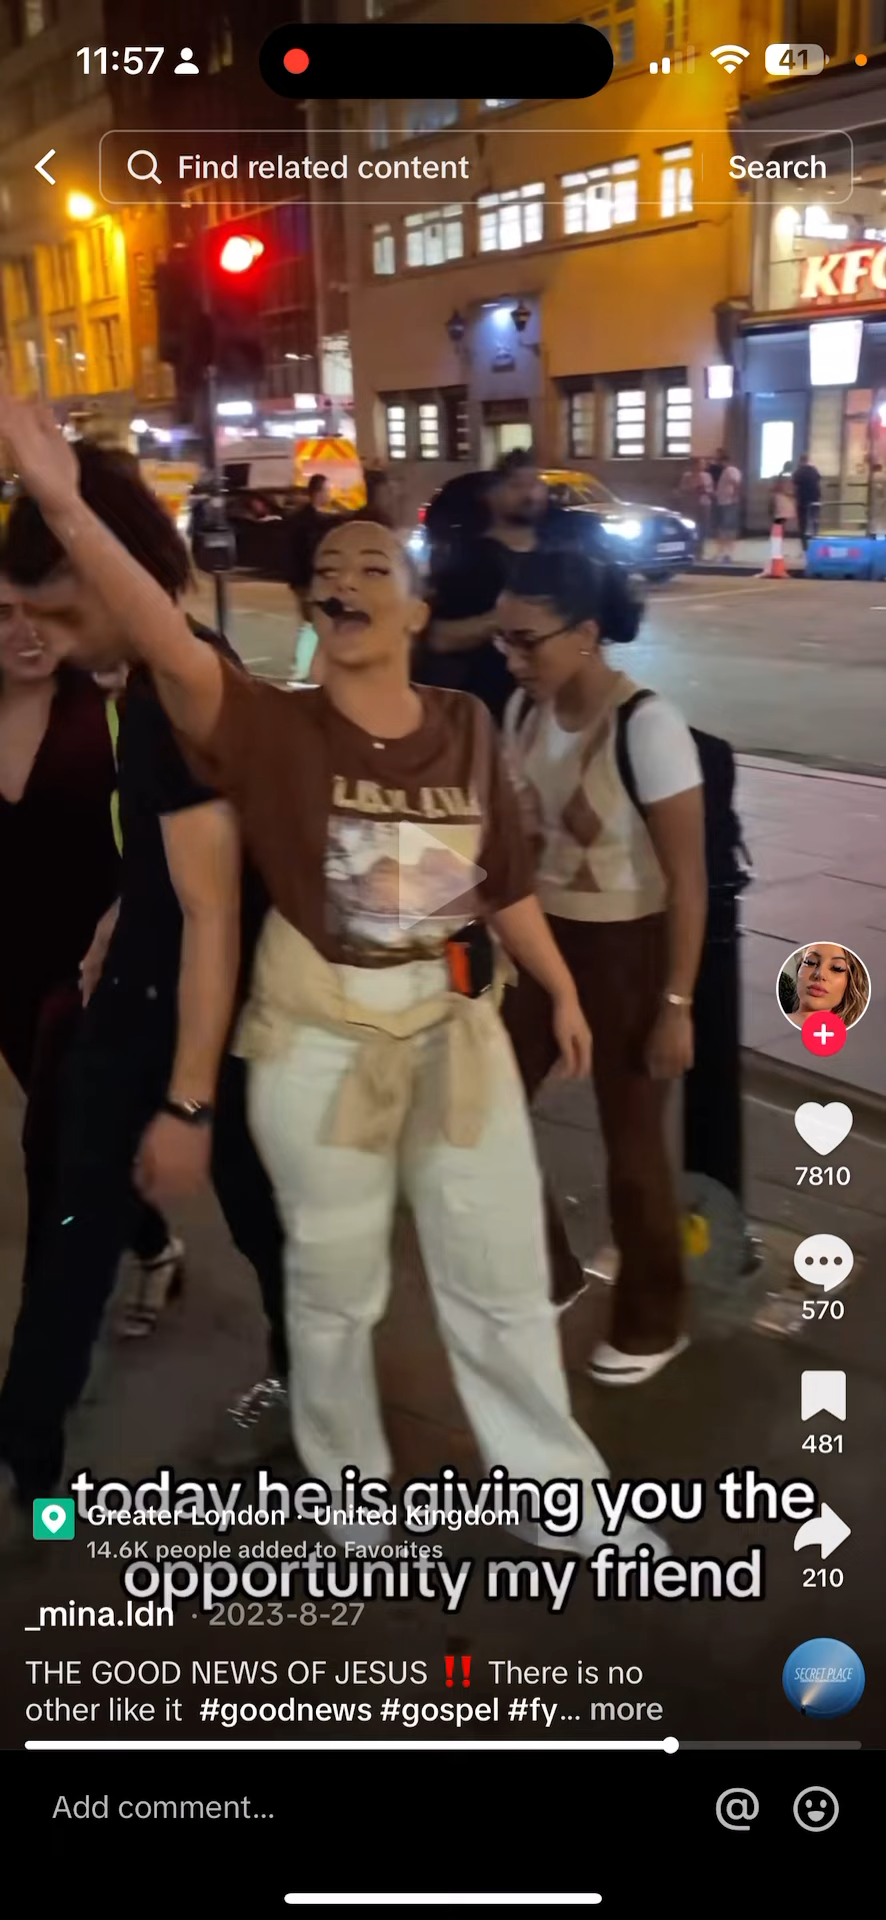 11:57
41
Find related content
Search
KFC
7810
570
481
today he is giving you the
Greater London · United Kingdom
14.6K people added to Favorites
opportunity my friend
210
_mina.ldn · 2023-8-27
THE GOOD NEWS OF JESUS ‼️ There is no
other like it #goodnews #gospel #fy... more
SECRET PLACE
Add comment...